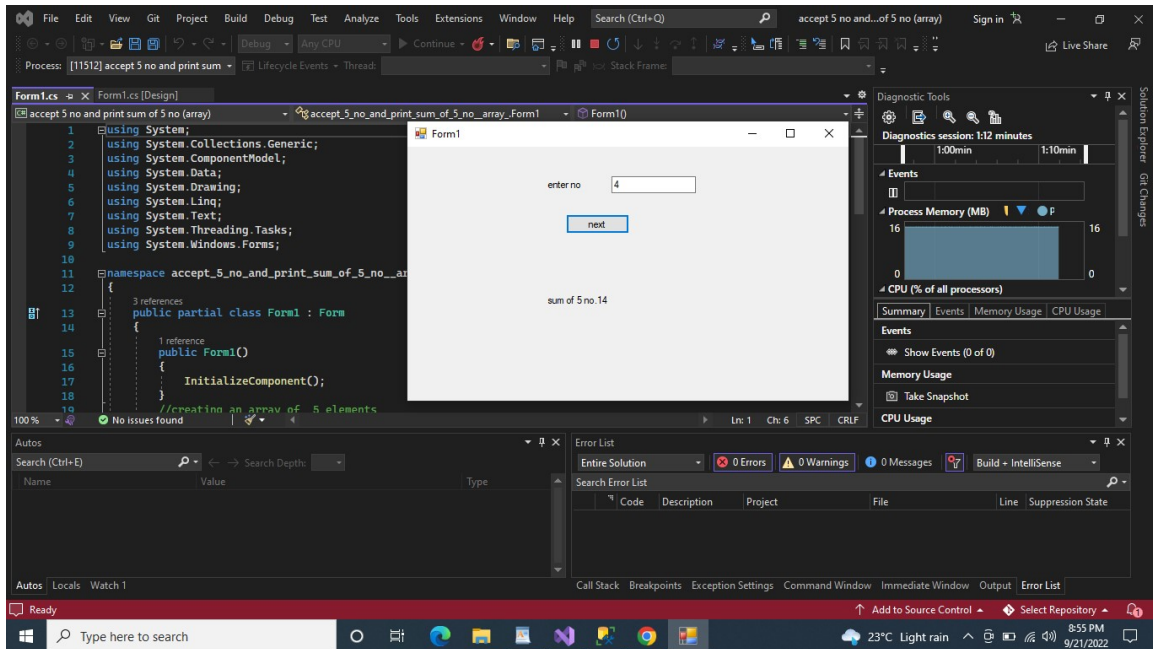 File Edit View Git Project Build Debug Test Analyze Tools Extensions Window Help Search (Ctrl+Q) accept 5 no and...of 5 no (array) Sign in
Debug Any CPU Continue Live Share
Process: [11512] accept 5 no and print sum Lifecycle Events Thread: Stack Frame:
Form1.cs Form1.cs [Design]
accept 5 no and print sum of 5 no (array) accept_5_no_and_print_sum_of_5_no__array_.Form1 Form1()
1 using System;
2 using System.Collections.Generic;
3 using System.ComponentModel;
4 using System.Data;
5 using System.Drawing;
6 using System.Linq;
7 using System.Text;
8 using System.Threading.Tasks;
9 using System.Windows.Forms;
10
11 namespace accept_5_no_and_print_sum_of_5_no__ar
12 {
3 references
13 public partial class Form1 : Form
14 {
1 reference
15 public Form1()
16 {
17 InitializeComponent();
18 }
19 //creating an array of 5 elements
100 % No issues found Ln: 1 Ch: 6 SPC CRLF
Form1
enter no 4
next
sum of 5 no.14
Diagnostic Tools
Diagnostics session: 1:12 minutes
1:00min 1:10min
Events
Process Memory (MB) P
16 16
0 0
CPU (% of all processors)
Summary Events Memory Usage CPU Usage
Events
Show Events (0 of 0)
Memory Usage
Take Snapshot
CPU Usage
Solution Explorer
Git Changes
Autos
Search (Ctrl+E) Search Depth:
Name Value Type
Autos Locals Watch 1
Error List
Entire Solution 0 Errors 0 Warnings 0 Messages Build + IntelliSense
Search Error List
Code Description Project File Line Suppression State
Call Stack Breakpoints Exception Settings Command Window Immediate Window Output Error List
Ready Add to Source Control Select Repository
Type here to search 23°C Light rain 8:55 PM
9/21/2022